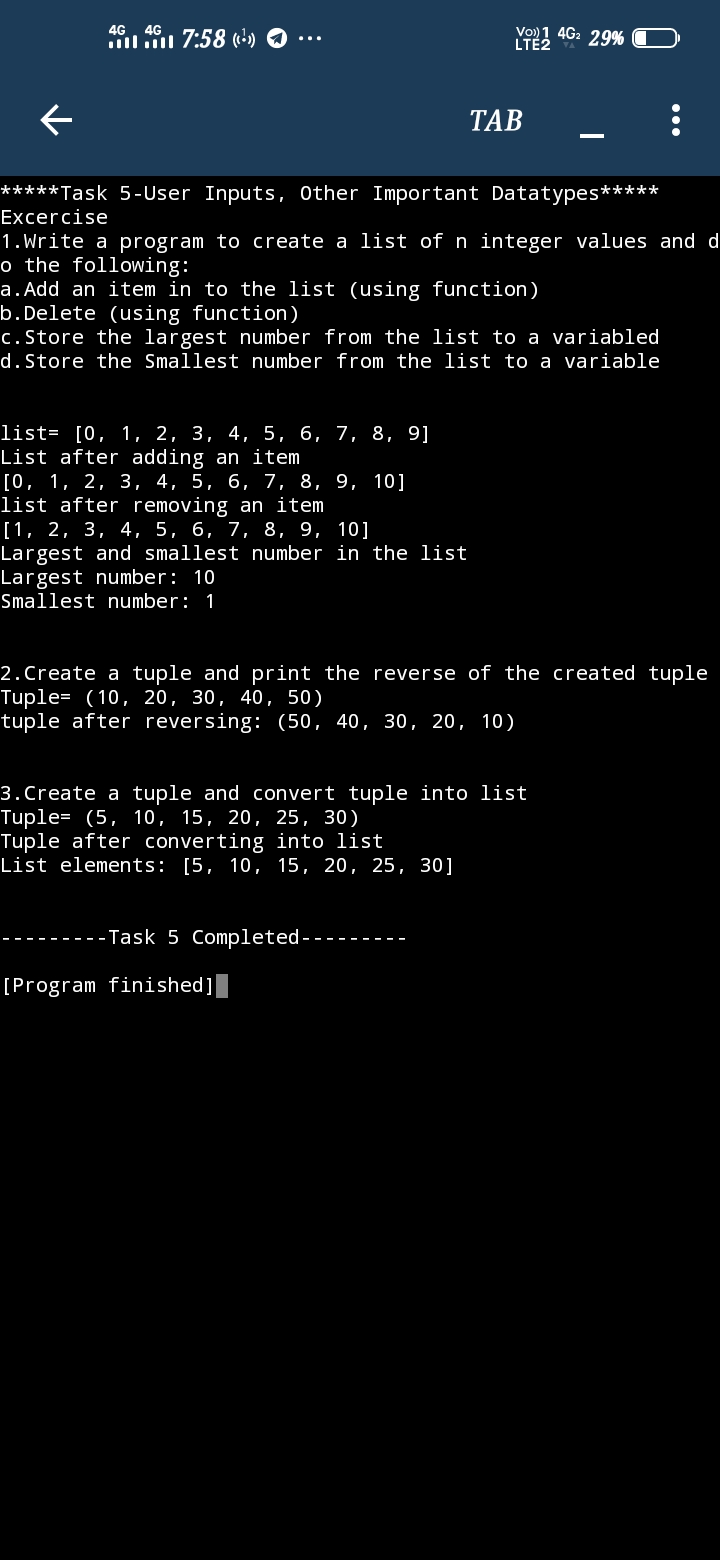 4G 4G 7:58 ... Vo)) 1 LTE2 4G2 29%
TAB
*****Task 5-User Inputs, Other Important Datatypes*****
Excercise
1.Write a program to create a list of n integer values and d
o the following:
a.Add an item in to the list (using function)
b.Delete (using function)
c.Store the largest number from the list to a variabled
d.Store the Smallest number from the list to a variable
list= [0, 1, 2, 3, 4, 5, 6, 7, 8, 9]
List after adding an item
[0, 1, 2, 3, 4, 5, 6, 7, 8, 9, 10]
list after removing an item
[1, 2, 3, 4, 5, 6, 7, 8, 9, 10]
Largest and smallest number in the list
Largest number: 10
Smallest number: 1
2.Create a tuple and print the reverse of the created tuple
Tuple= (10, 20, 30, 40, 50)
tuple after reversing: (50, 40, 30, 20, 10)
3.Create a tuple and convert tuple into list
Tuple= (5, 10, 15, 20, 25, 30)
Tuple after converting into list
List elements: [5, 10, 15, 20, 25, 30]
---------Task 5 Completed---------
[Program finished]